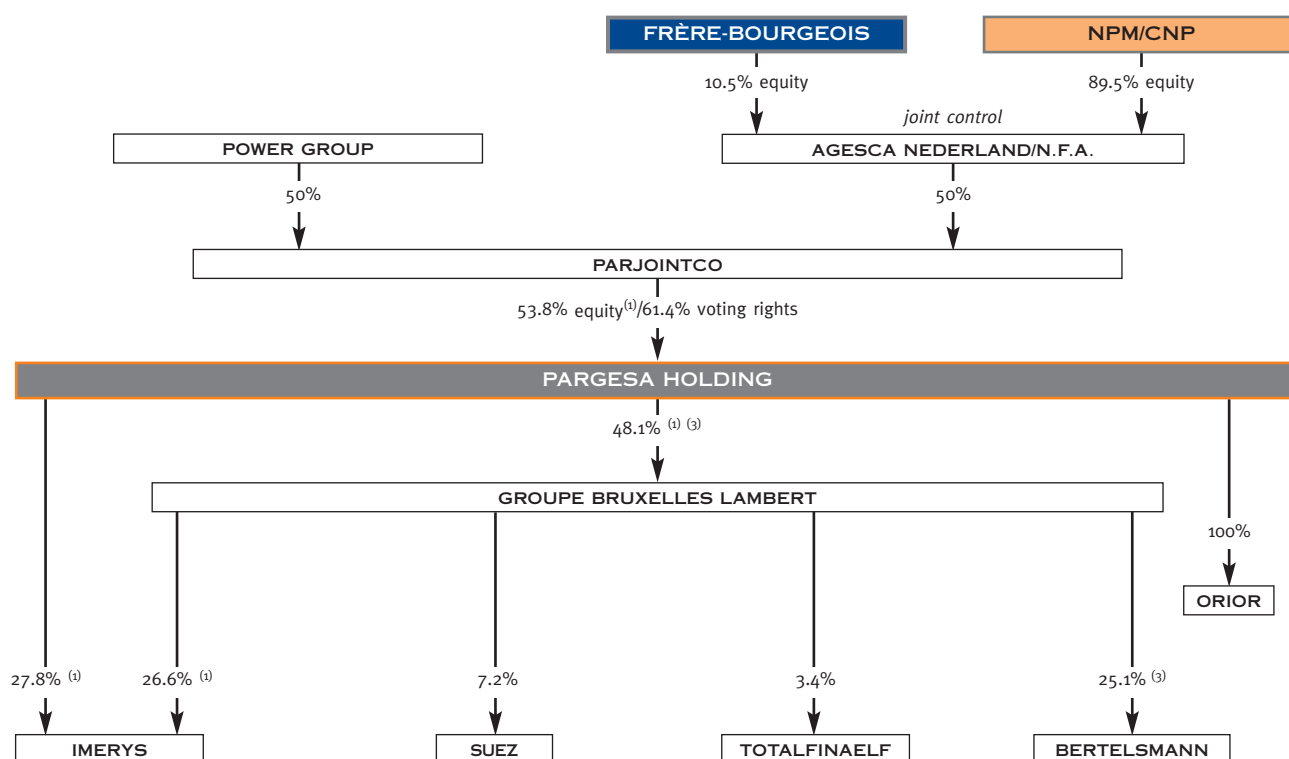 FRÈRE-BOURGEOIS
NPM/CNP
10.5% equity
89.5% equity
joint control
POWER GROUP
AGESCA NEDERLAND/N.F.A.
50%
50%
PARJOINTCO
53.8% equity(1)/61.4% voting rights
PARGESA HOLDING
48.1% (1) (3)
GROUPE BRUXELLES LAMBERT
100%
ORIOR
27.8% (1)
26.6% (1)
7.2%
3.4%
25.1% (3)
IMERYS
SUEZ
TOTALFINAELF
BERTELSMANN